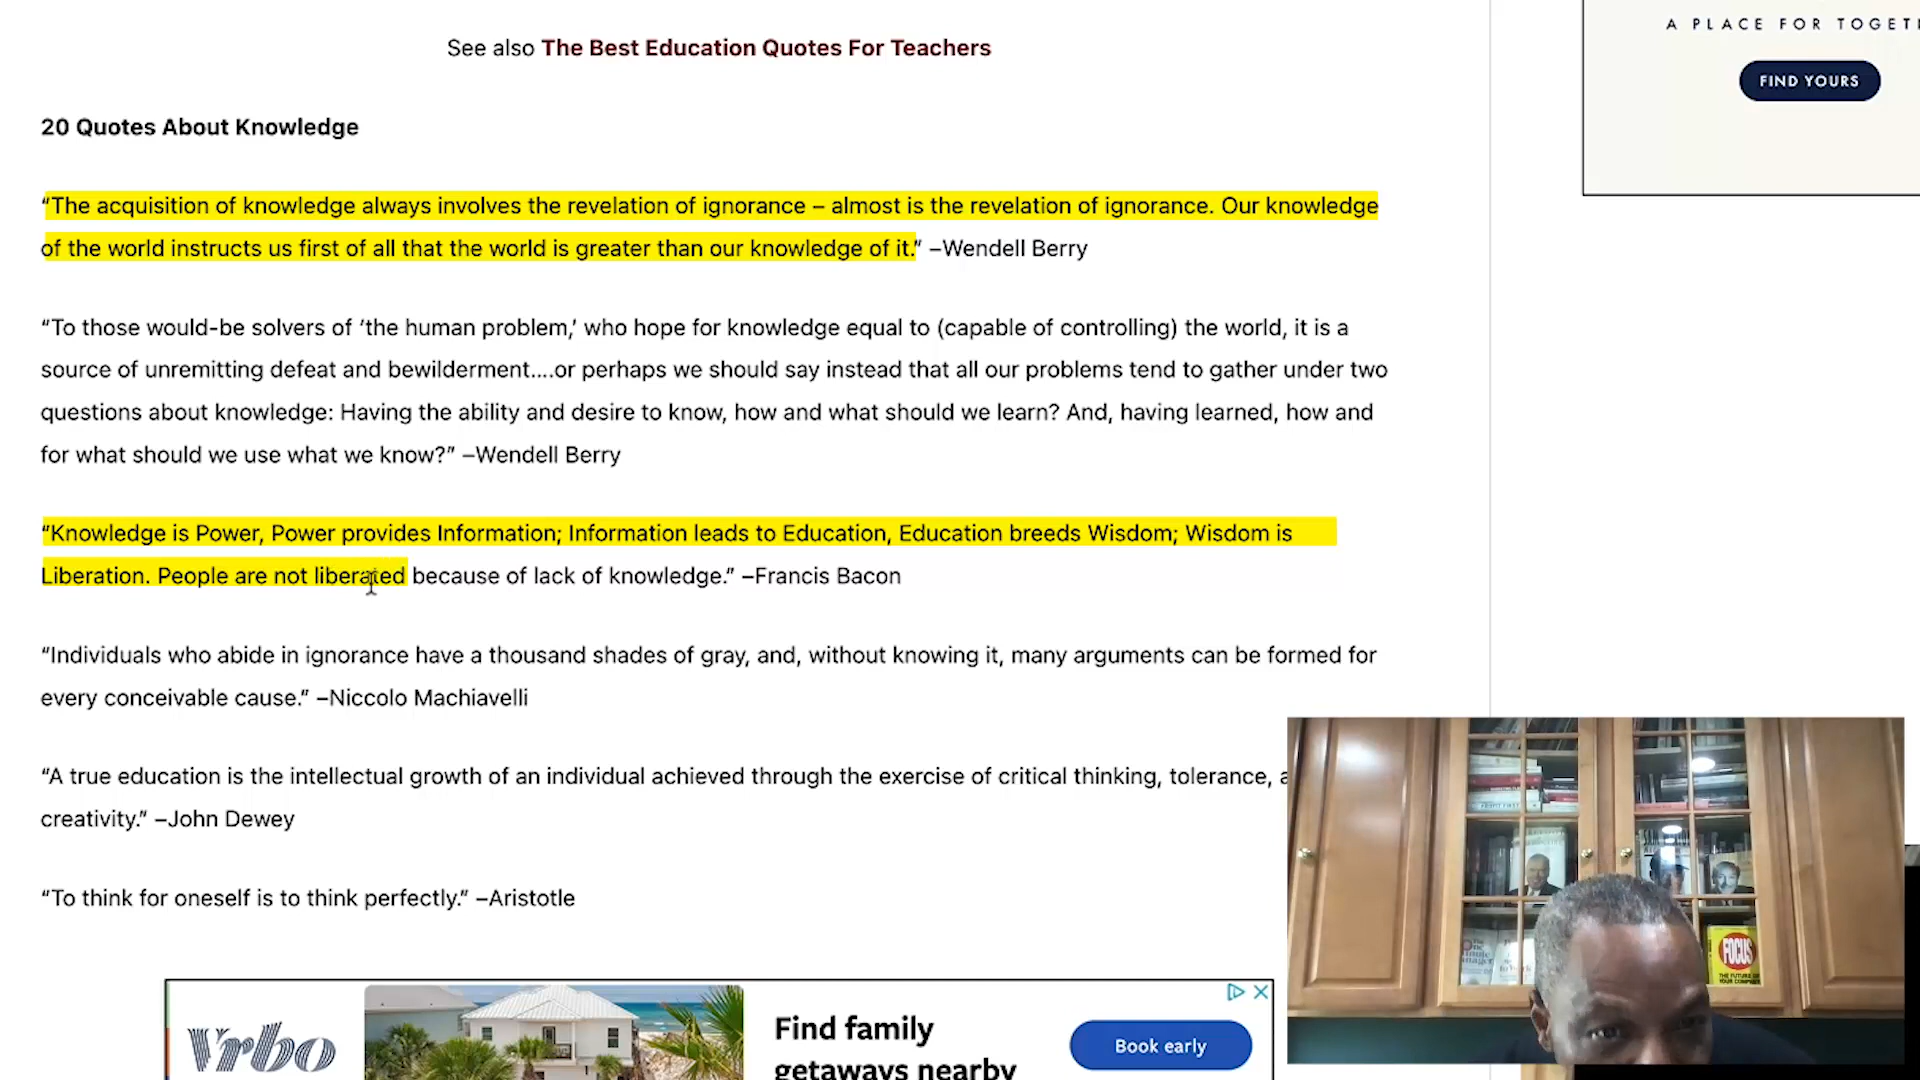 A PLACE FOR
FIND YOURS
See also The Best Education Quotes For Teachers
20 Quotes About Knowledge
“The acquisition of knowledge always involves the revelation of ignorance – almost is the revelation of ignorance. Our knowledge
of the world instructs us first of all that the world is greater than our knowledge of it.” –Wendell Berry
“To those would-be solvers of ‘the human problem,’ who hope for knowledge equal to (capable of controlling) the world, it is a
source of unremitting defeat and bewilderment….or perhaps we should say instead that all our problems tend to gather under two
questions about knowledge: Having the ability and desire to know, how and what should we learn? And, having learned, how and
for what should we use what we know?” –Wendell Berry
“Knowledge is Power, Power provides Information; Information leads to Education, Education breeds Wisdom; Wisdom is
Liberation. People are not liberated because of lack of knowledge.” –Francis Bacon
“Individuals who abide in ignorance have a thousand shades of gray, and, without knowing it, many arguments can be formed for
every conceivable cause.” –Niccolo Machiavelli
“A true education is the intellectual growth of an individual achieved through the exercise of critical thinking, tolerance,
creativity.” –John Dewey
“To think for oneself is to think perfectly.” –Aristotle
Vrbo
Find family
getaways nearby
Book early
FOCUS
THE FUTURE OF
YOUR COMPANY